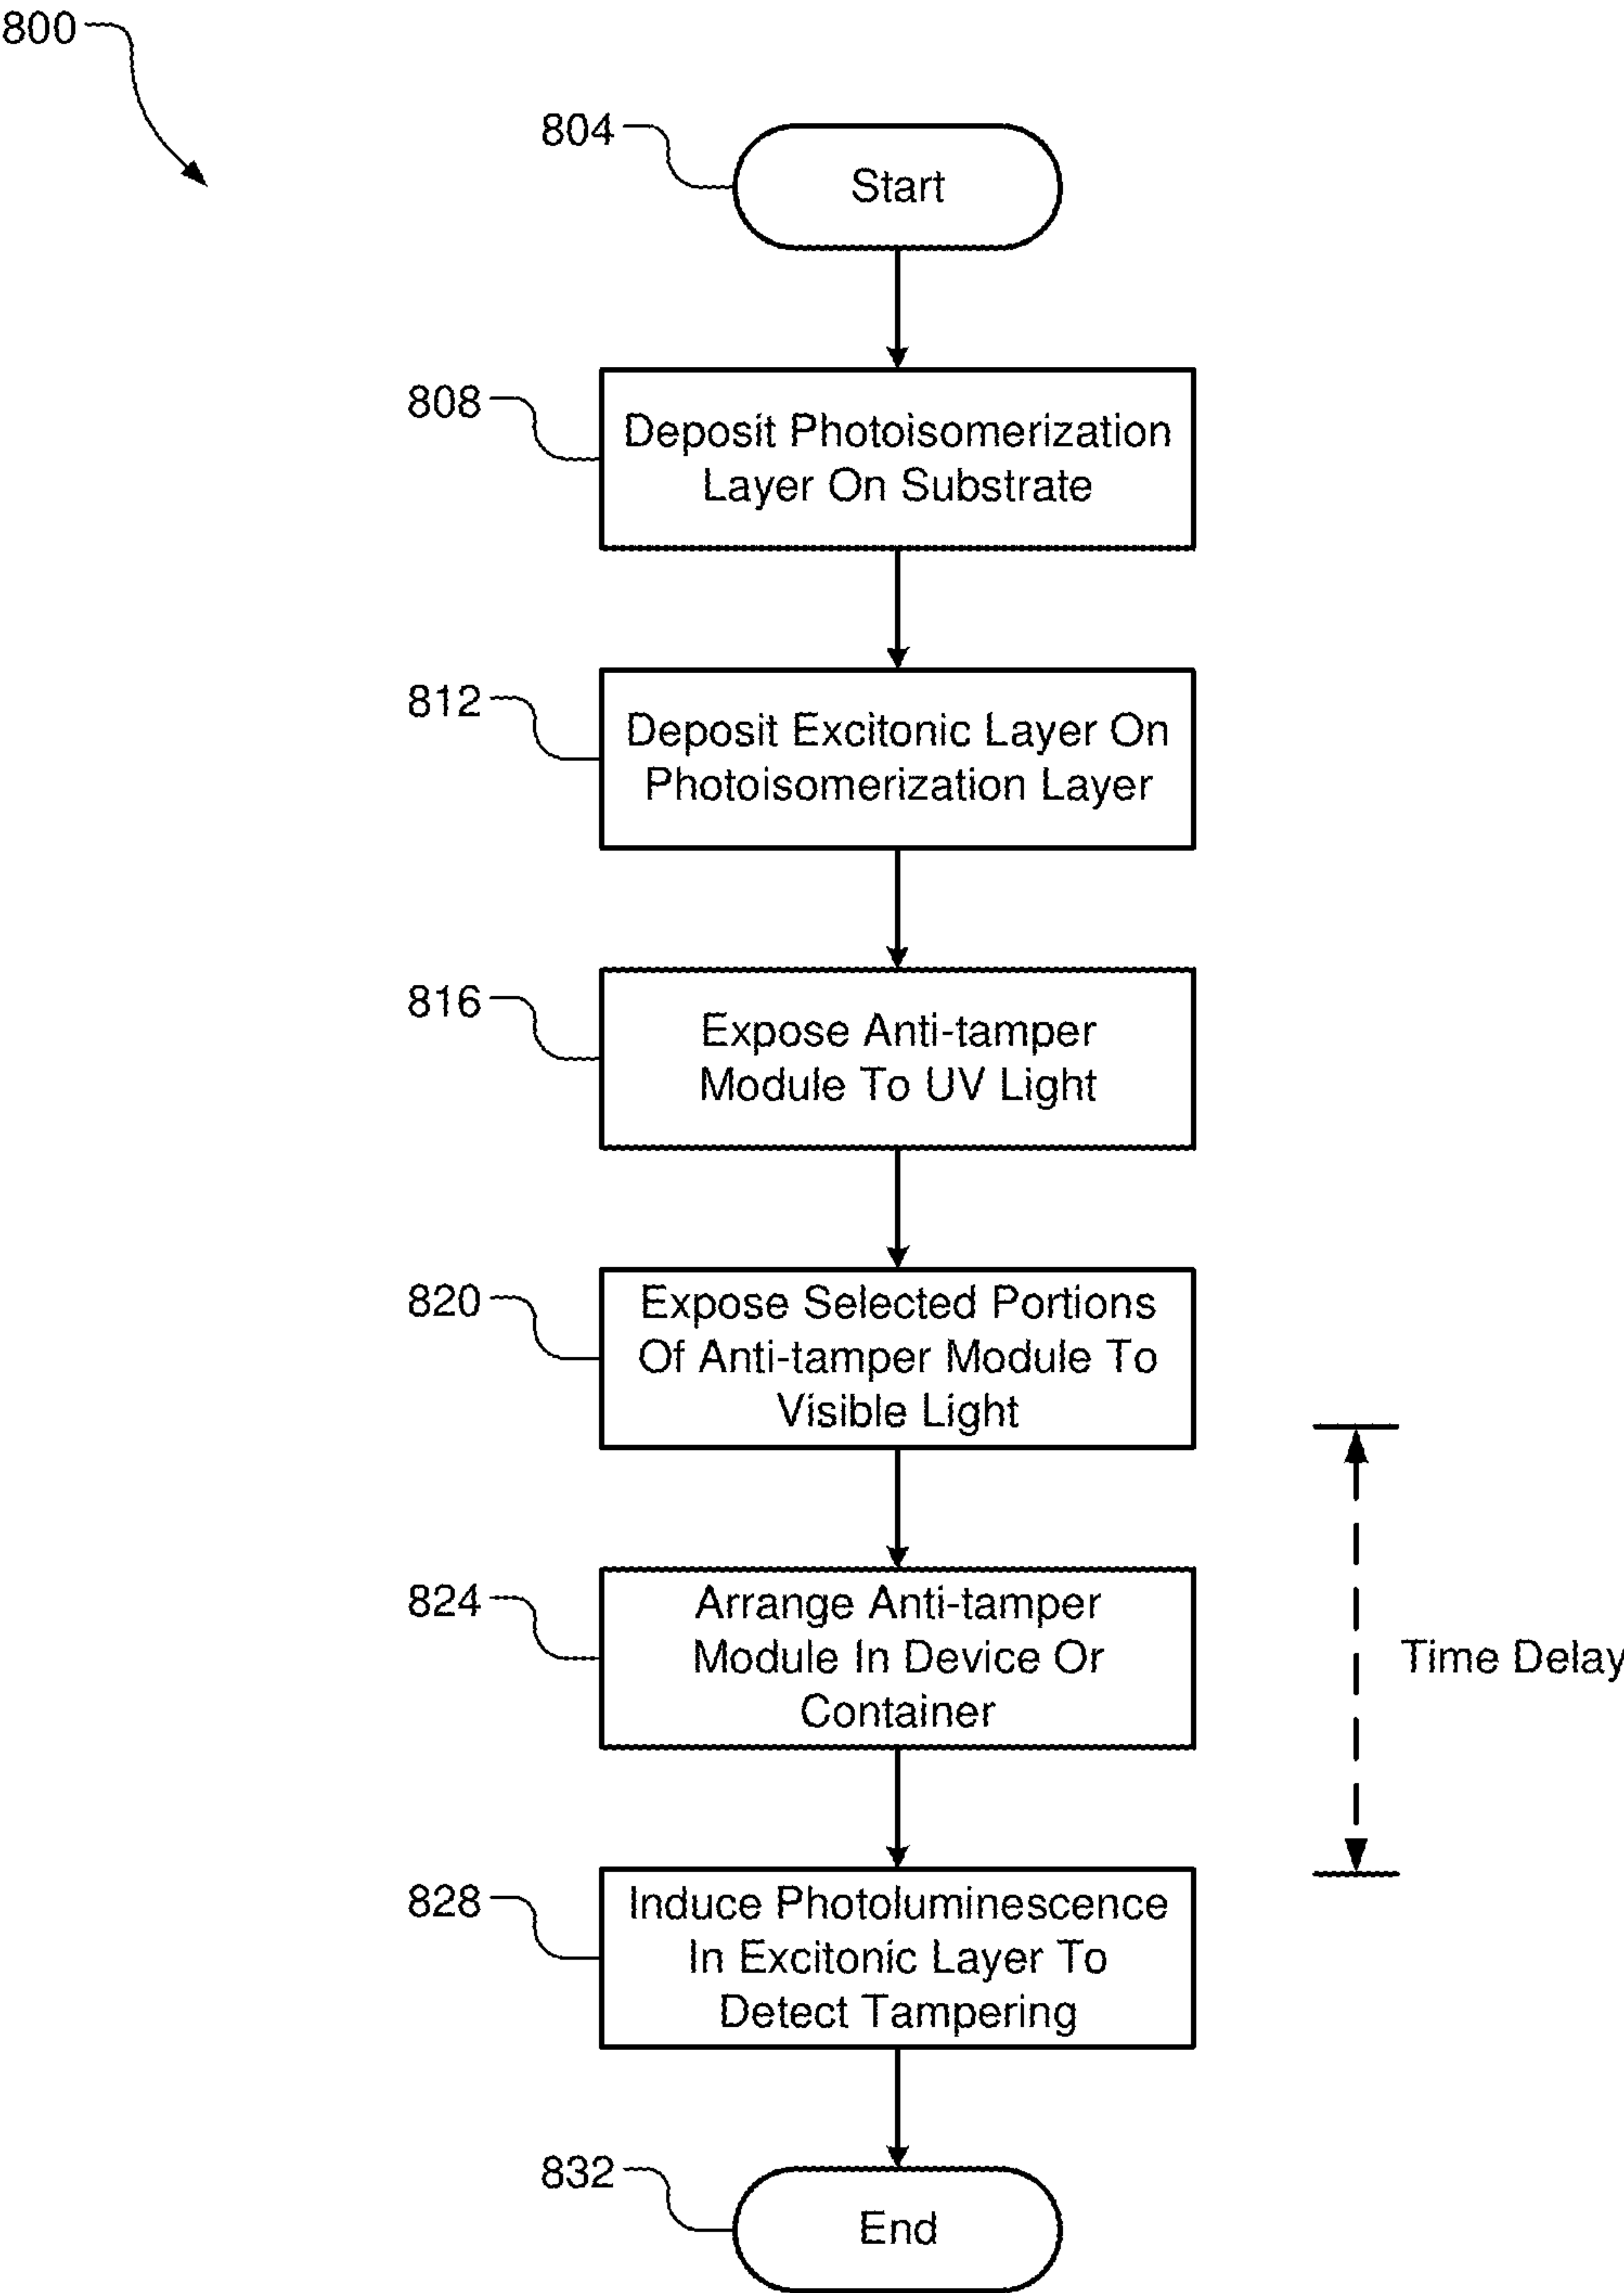 800
804
Start
808
Deposit Photoisomerization
Layer On Substrate
812
Deposit Excitonic Layer On
Photoisomerization Layer
816
Expose Anti-tamper
Module To UV Light
820
Expose Selected Portions
Of Anti-tamper Module To
Visible Light
824
Arrange Anti-tamper
Module In Device Or
Container
Time Delay
828
Induce Photoluminescence
In Excitonic Layer To
Detect Tampering
832
End